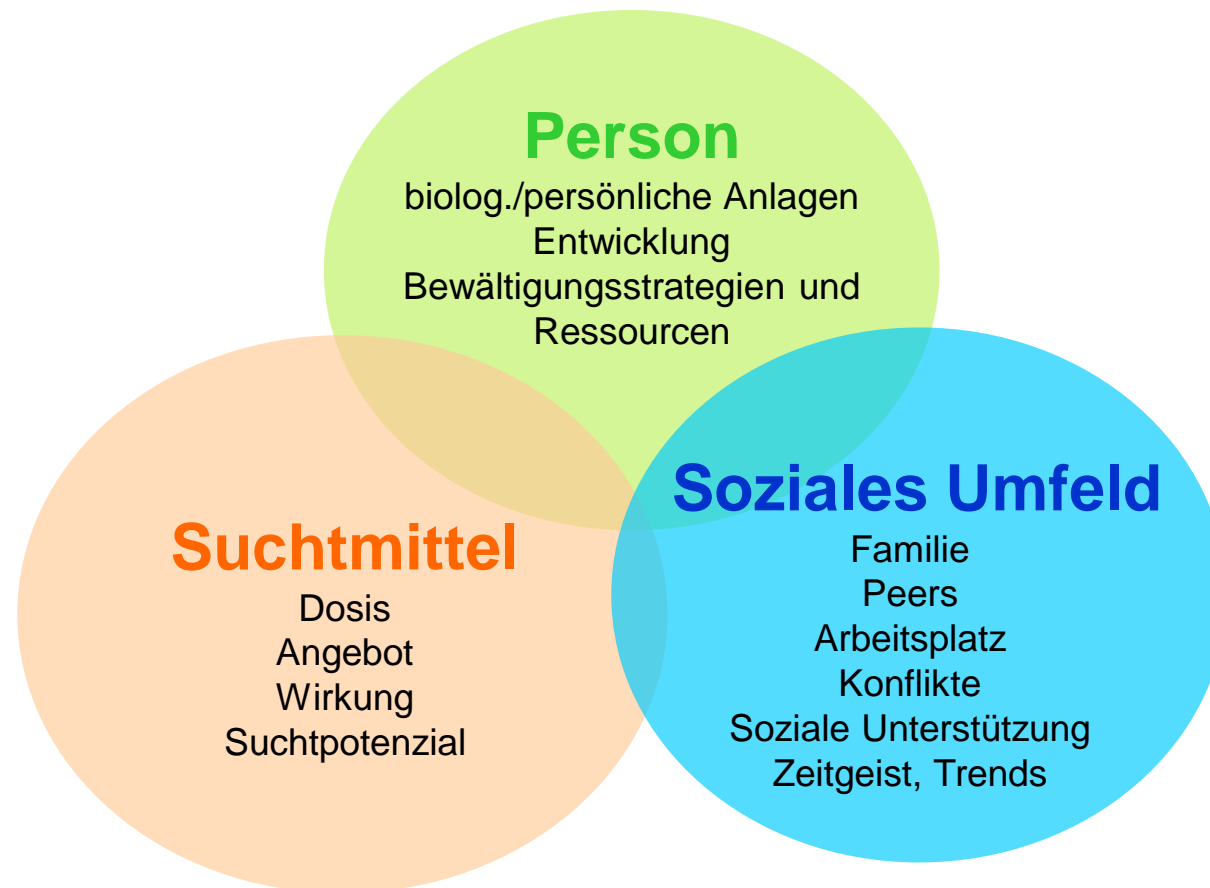 Person
biolog./persönliche Anlagen
Entwicklung
Bewältigungsstrategien und
Ressourcen
Suchtmittel
Dosis
Angebot
Wirkung
Suchtpotenzial
Soziales Umfeld
Familie
Peers
Arbeitsplatz
Konflikte
Soziale Unterstützung
Zeitgeist, Trends